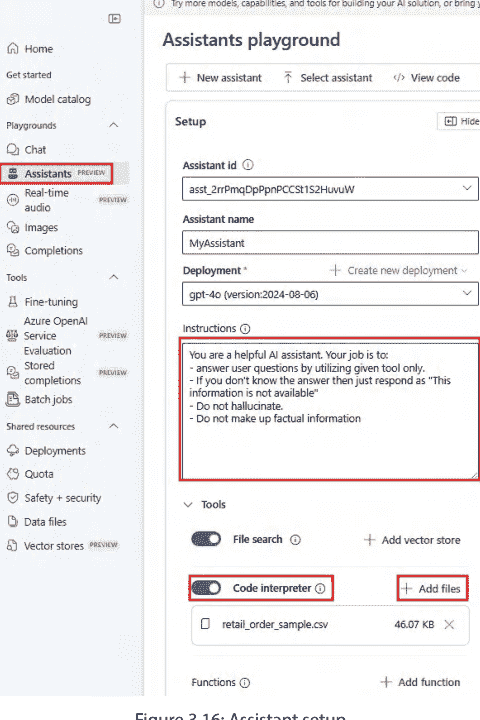 Try more models, capabilities, and tools for building your AI solution, or bring
Home
Get started
Model catalog
Playgrounds
Chat
Assistants PREVIEW
Real-time
audio
PREVIEW
Images
Completions
Tools
Fine-tuning
Azure OpenAI
Service
Evaluation
PREVIEW
Stored
completions
PREVIEW
Batch jobs
Shared resources
Deployments
Quota
Safety + security
Data files
Vector stores PREVIEW
Assistants playground
New assistant
Select assistant
</> View code
Setup
Hide
Assistant id
asst_2rrPmqDpPpnPCCSt1S2HuvuW
Assistant name
MyAssistant
Deployment *
Create new deployment
gpt-4o (version:2024-08-06)
Instructions
You are a helpful AI assistant. Your job is to:
- answer user questions by utilizing given tool only.
- If you don't know the answer then just respond as "This
information is not available"
- Do not hallucinate.
- Do not make up factual information
Tools
File search
+ Add vector store
Code interpreter
+ Add files
retail_order_sample.csv
46.07 KB
Functions
+ Add function
Figure 3.16: Assistant setup